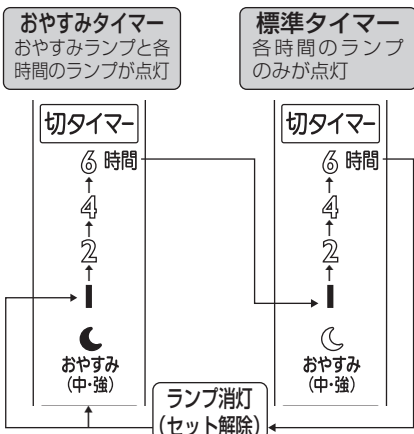 おやすみタイマー
おやすみランプと各
時間のランプが点灯
標準タイマー
各時間のランプ
のみが点灯
切タイマー
6 時間
4
2
1
おやすみ
(中・強)
切タイマー
6 時間
4
2
1
おやすみ
(中・強)
ランプ消灯
(セット解除)